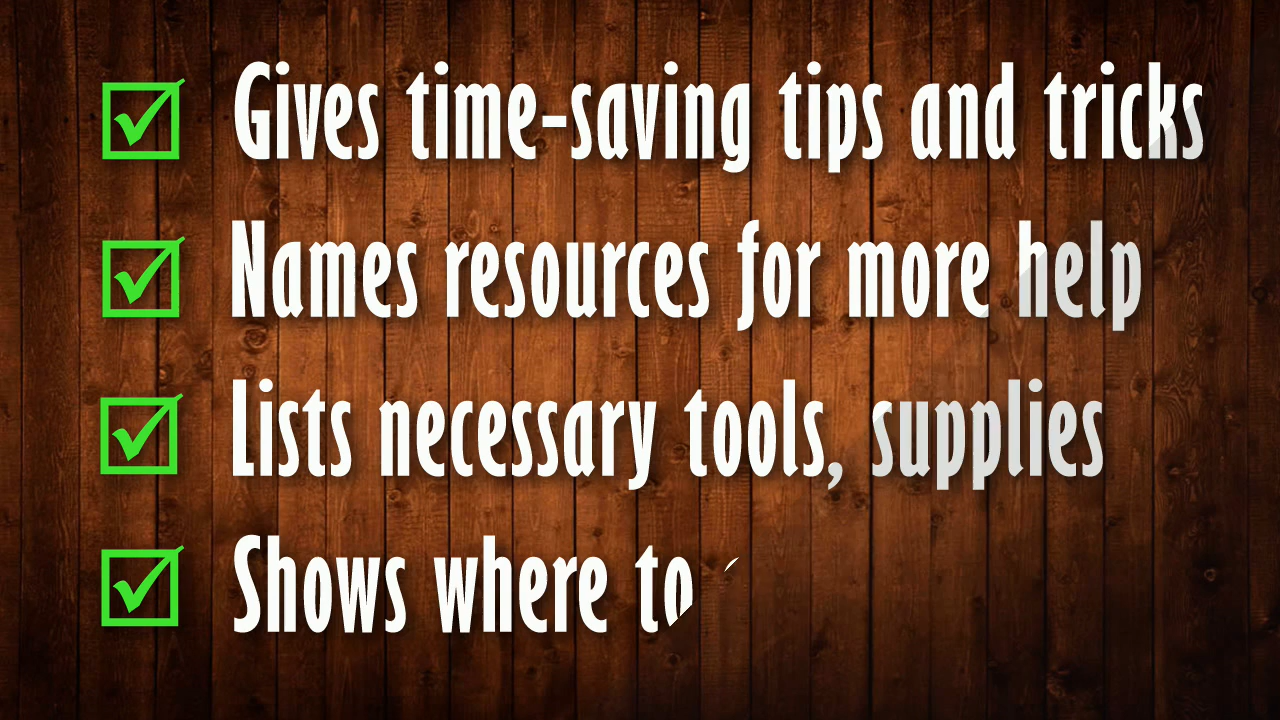 Gives time-saving tips and tricks
Names resources for more help
Lists necessary tools, supplies
Shows where to